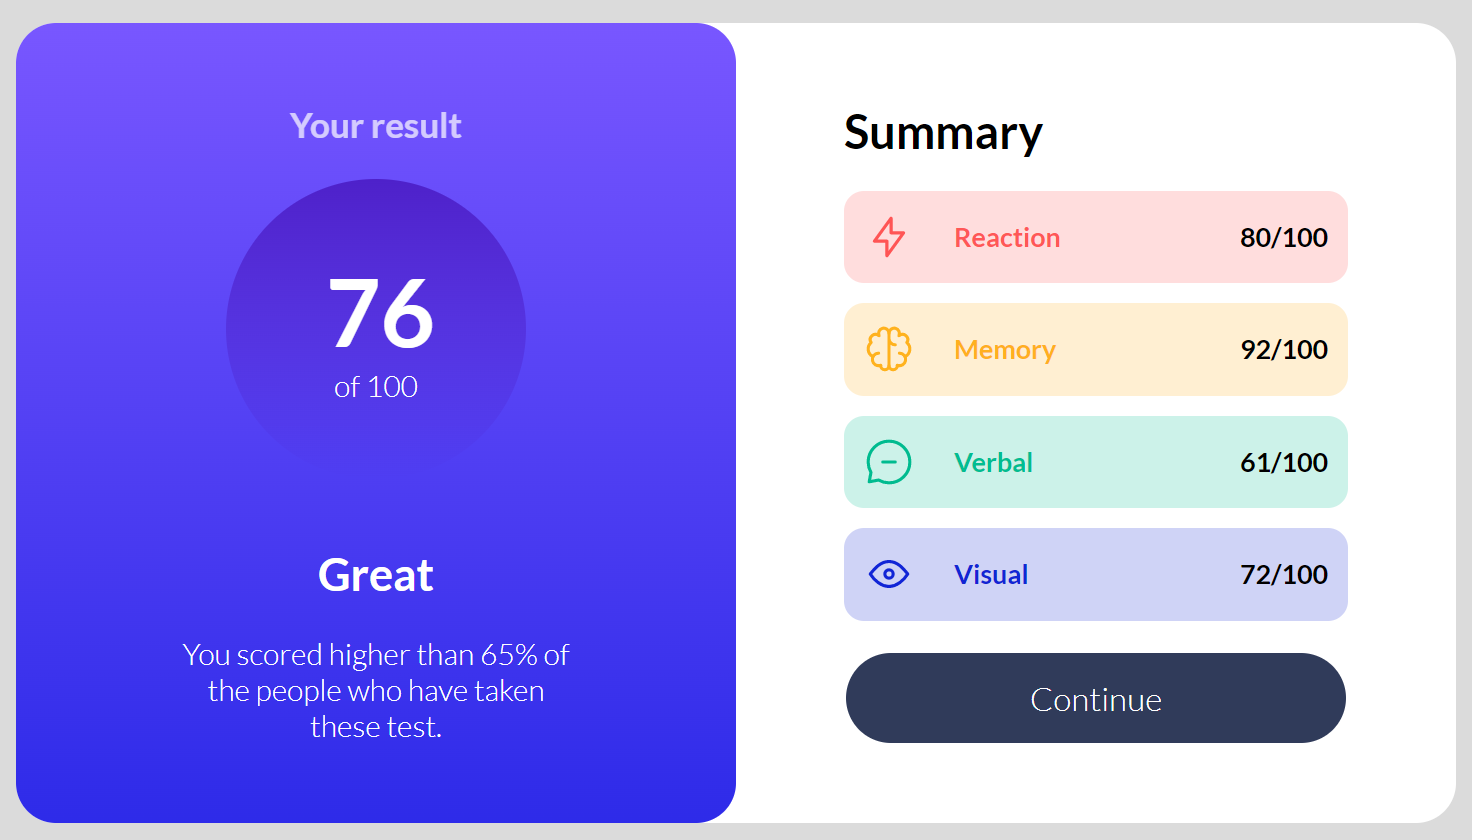 Your result
76
of 100
Great
You scored higher than 65% of
the people who have taken
these test.
Summary
Reaction 80/100
Memory 92/100
Verbal 61/100
Visual 72/100
Continue